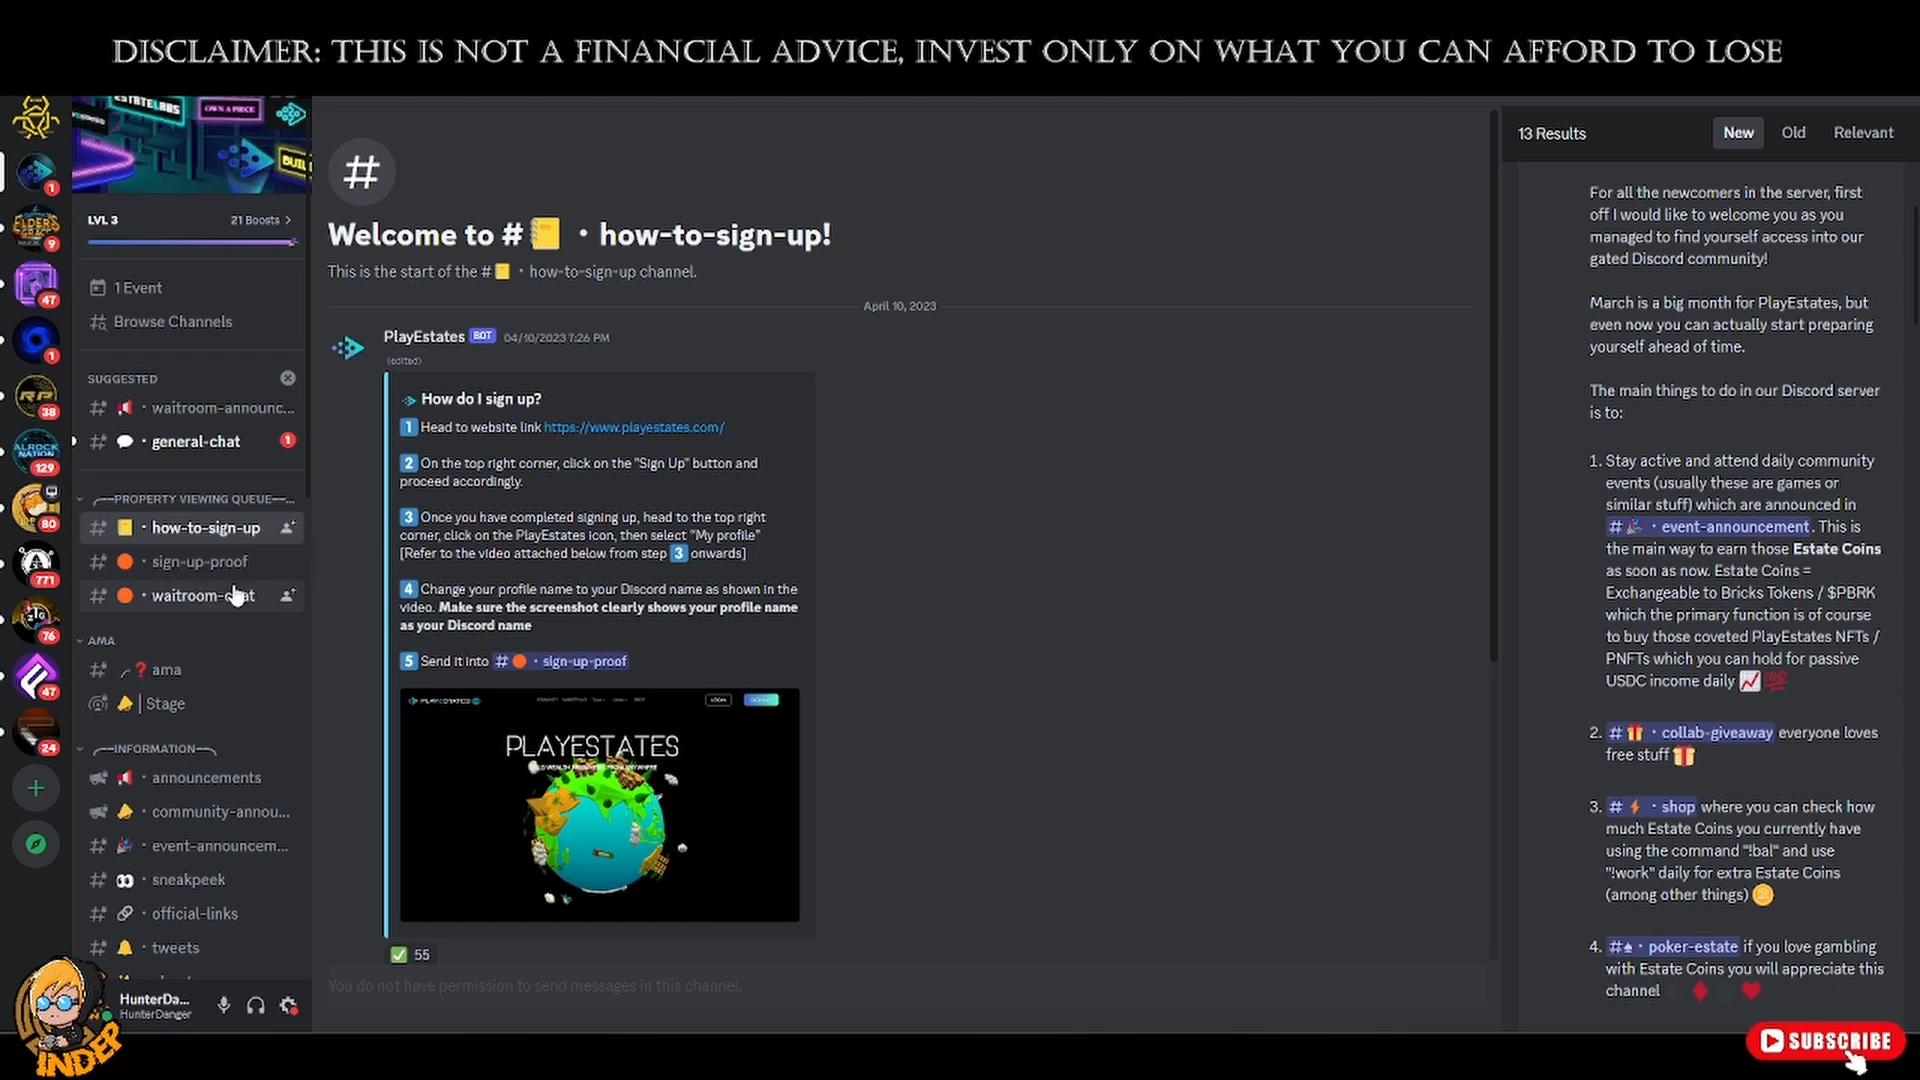 DISCLAIMER: THIS IS NOT A FINANCIAL ADVICE, INVEST ONLY ON WHAT YOU CAN AFFORD TO LOSE
OWN A PIECE
LVL 3 21 Boosts
1 Event
Browse Channels
SUGGESTED
waitroom-announc...
general-chat 1
PROPERTY VIEWING QUEUE
how-to-sign-up
sign-up-proof
AMA
ama
Stage
INFORMATION
announcements
community-annou...
event-announcem...
sneakpeek
official-links
tweets
HunterDa...
HunterDanger
1
9
47
1
38
129
80
771
76
47
24
Welcome to # · how-to-sign-up!
This is the start of the # · how-to-sign-up channel.
April 10, 2023
PlayEstates BOT 04/10/2023 7:26 PM
(edited)
How do I sign up?
1 Head to website link https://www.playestates.com/
2 On the top right corner, click on the "Sign Up" button and
proceed accordingly.
3 Once you have completed signing up, head to the top right
corner, click on the PlayEstates icon, then select "My profile"
[Refer to the video attached below from step 3 onwards]
4 Change your profile name to your Discord name as shown in the
video. Make sure the screenshot clearly shows your profile name
as your Discord name
5 Send it into # · sign-up-proof
PLAYESTATES
55
You do not have permission to send messages in this channel.
13 Results New Old Relevant
For all the newcomers in the server, first
off I would like to welcome you as you
managed to find yourself access into our
gated Discord community!
March is a big month for PlayEstates, but
even now you can actually start preparing
yourself ahead of time.
The main things to do in our Discord server
is to:
1. Stay active and attend daily community
events (usually these are games or
similar stuff) which are announced in
# · event-announcement. This is
the main way to earn those Estate Coins
as soon as now. Estate Coins =
Exchangeable to Bricks Tokens / $PBRK
which the primary function is of course
to buy those coveted PlayEstates NFTs /
PNFTs which you can hold for passive
USDC income daily
2. # · collab-giveaway everyone loves
free stuff
3. # · shop where you can check how
much Estate Coins you currently have
using the command "!bal" and use
"!work" daily for extra Estate Coins
(among other things)
4. # · poker-estate if you love gambling
with Estate Coins you will appreciate this
channel
INDEP
SUBSCRIBE